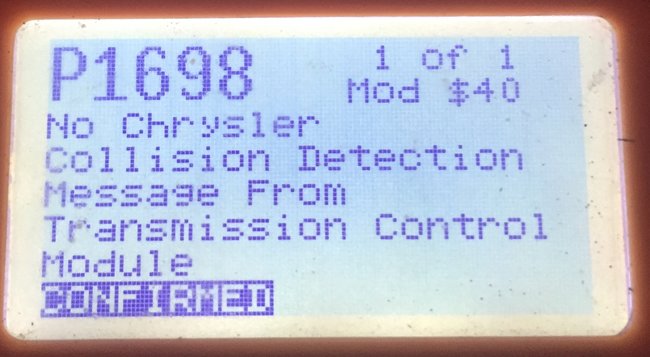 P1698 1 of 1
Mod $40
No Chrysler
Collision Detection
Message From
Transmission Control
Module
CONFIRMED